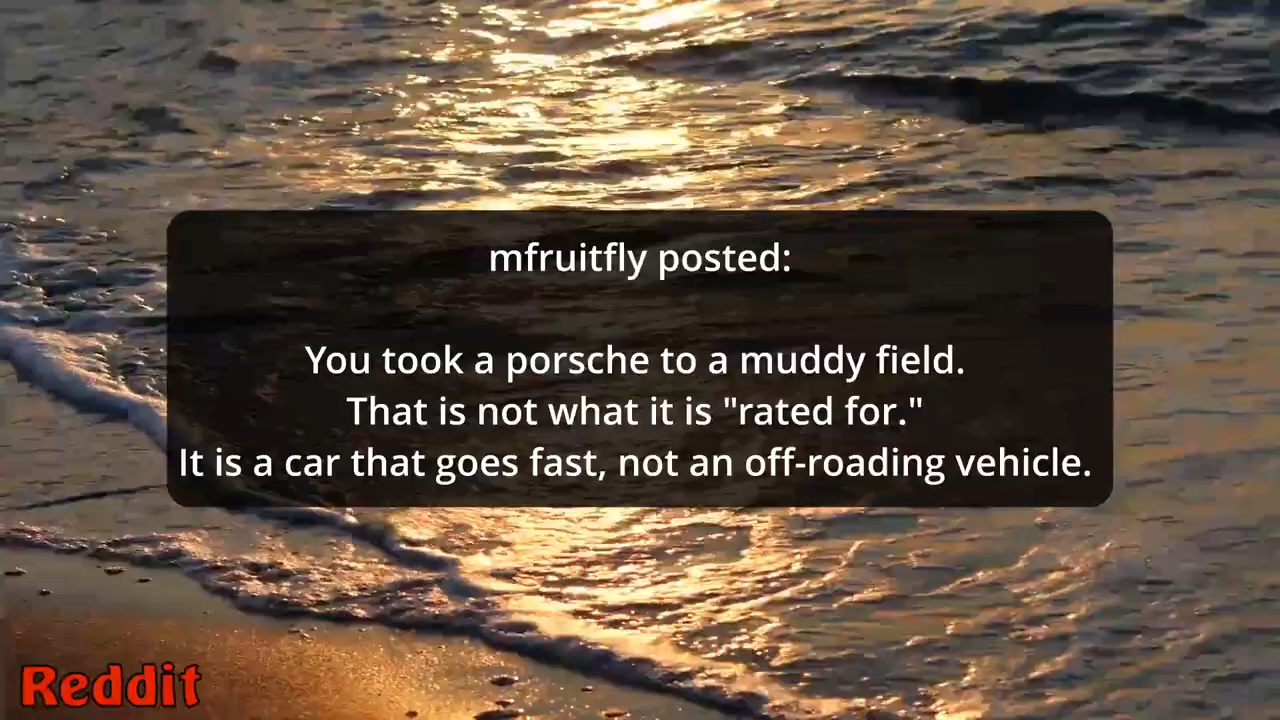 mfruitfly posted:
You took a porsche to a muddy field.
That is not what it is "rated for."
It is a car that goes fast, not an off-roading vehicle.
Reddit